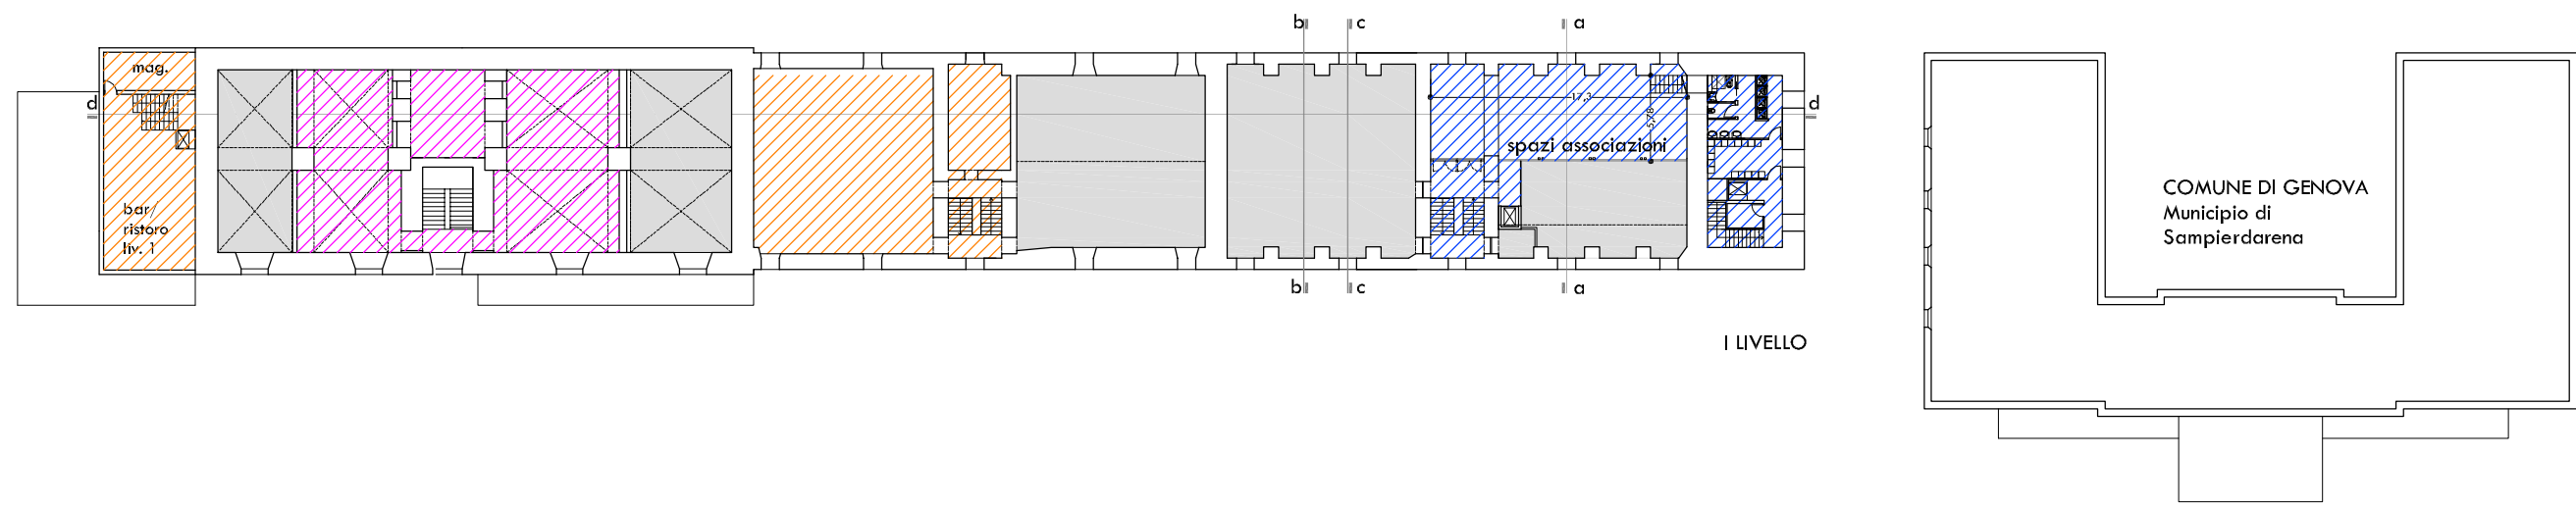 b c a
mag.
d
d
17,3
5,78
spazi associazioni
bar/
ristoro
liv. 1
COMUNE DI GENOVA
Municipio di
Sampierdarena
b c a
I LIVELLO